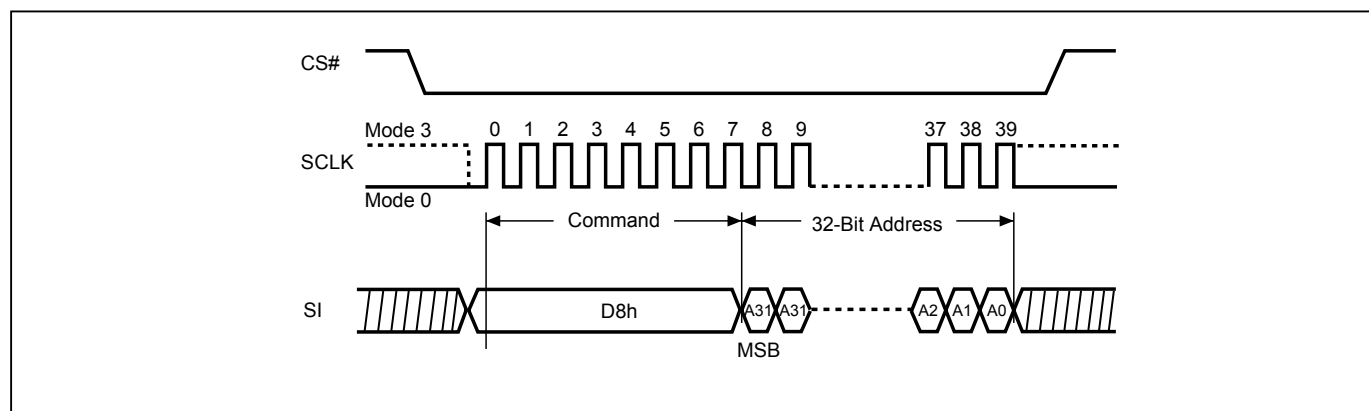 CS#
Mode 3
0 1 2 3 4 5 6 7 8 9 37 38 39
SCLK
Mode 0
Command
32-Bit Address
SI
D8h
A31 A31 A2 A1 A0
MSB